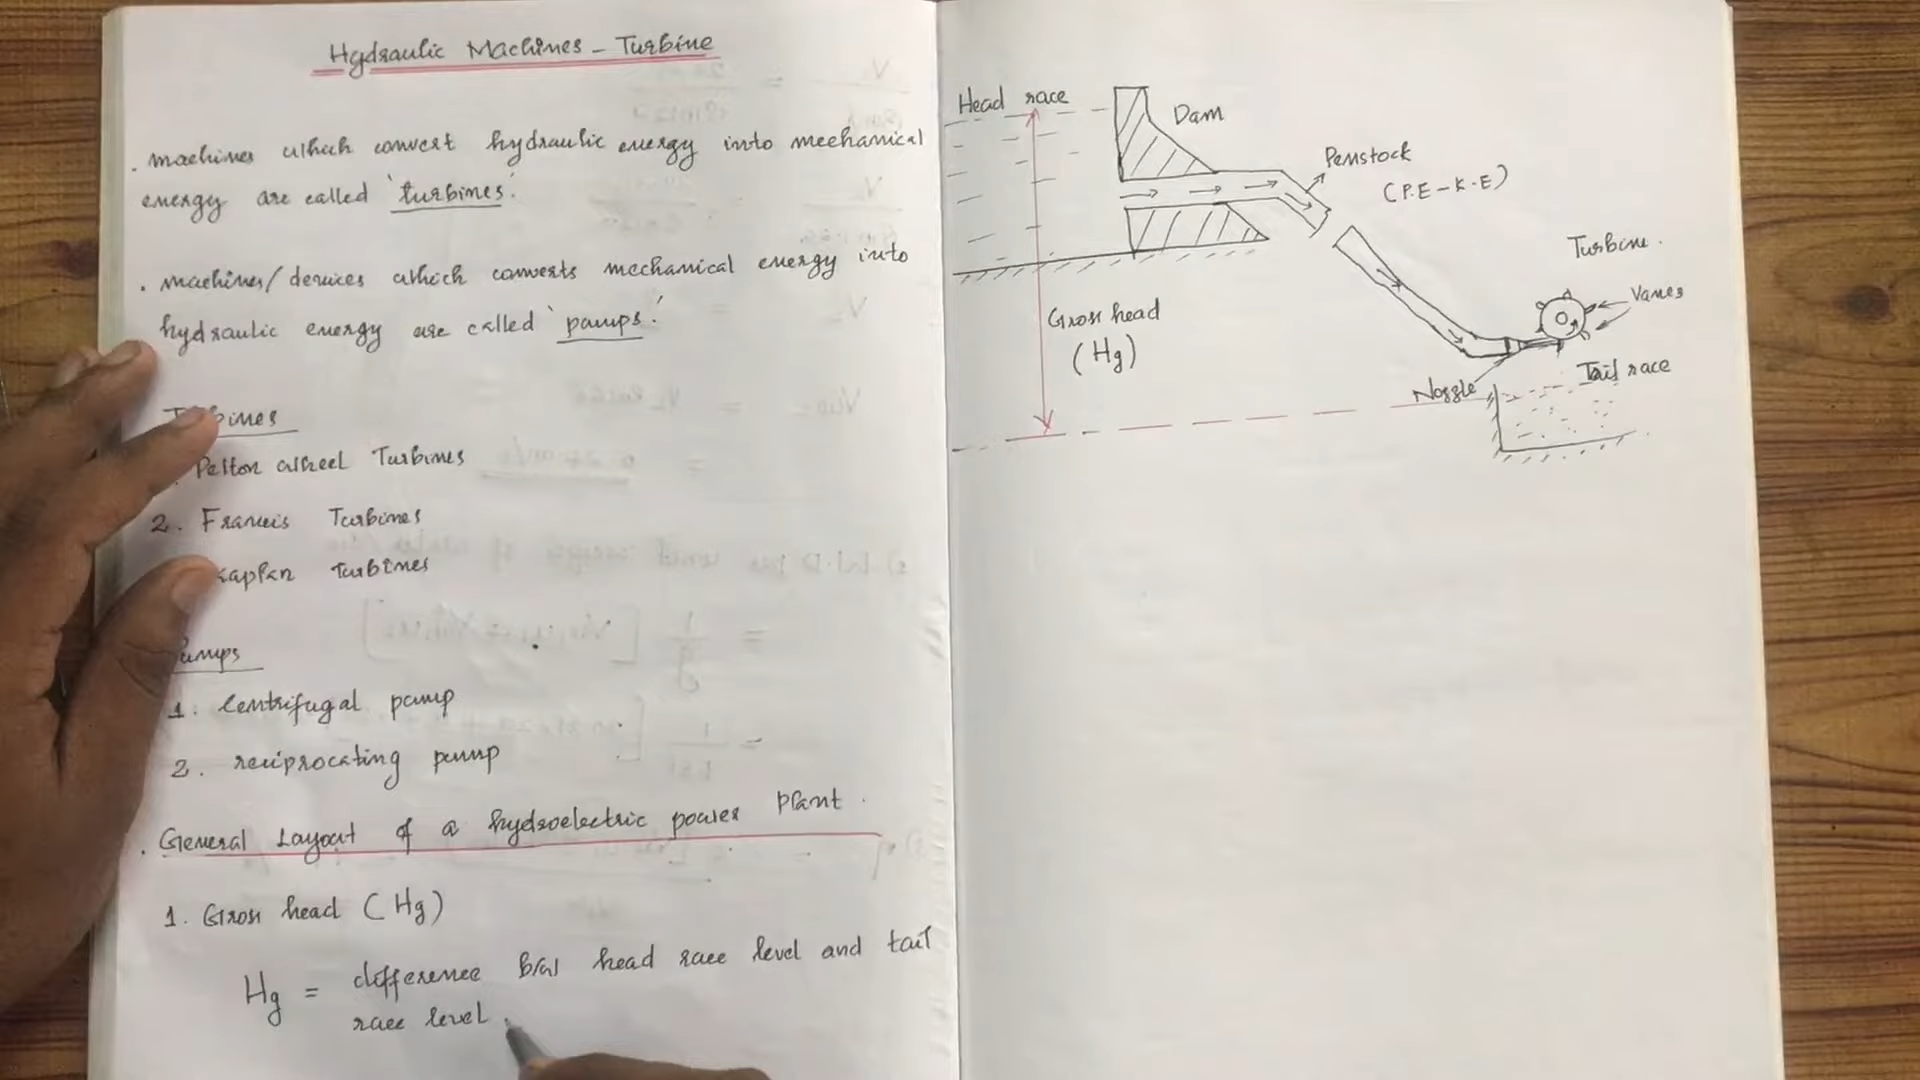 Hydraulic Machines - Turbine
. machines which convert hydraulic energy into mechanical
energy are called 'turbines'.
. machines/devices which converts mechanical energy into
hydraulic energy are called 'pumps'.
bines
Pelton wheel Turbines
2. Francis Turbines
kaplan Turbines
umps
1. Centrifugal pump
2. reciprocating pump
. General Layout of a hydroelectric power plant.
1. Gross head (Hg)
Hg = difference b/w head race level and tail
race level.
Head race
Dam
Penstock
(P.E-K.E)
Turbine.
Vanes
Gross head
(Hg)
Tail race
Nozzle